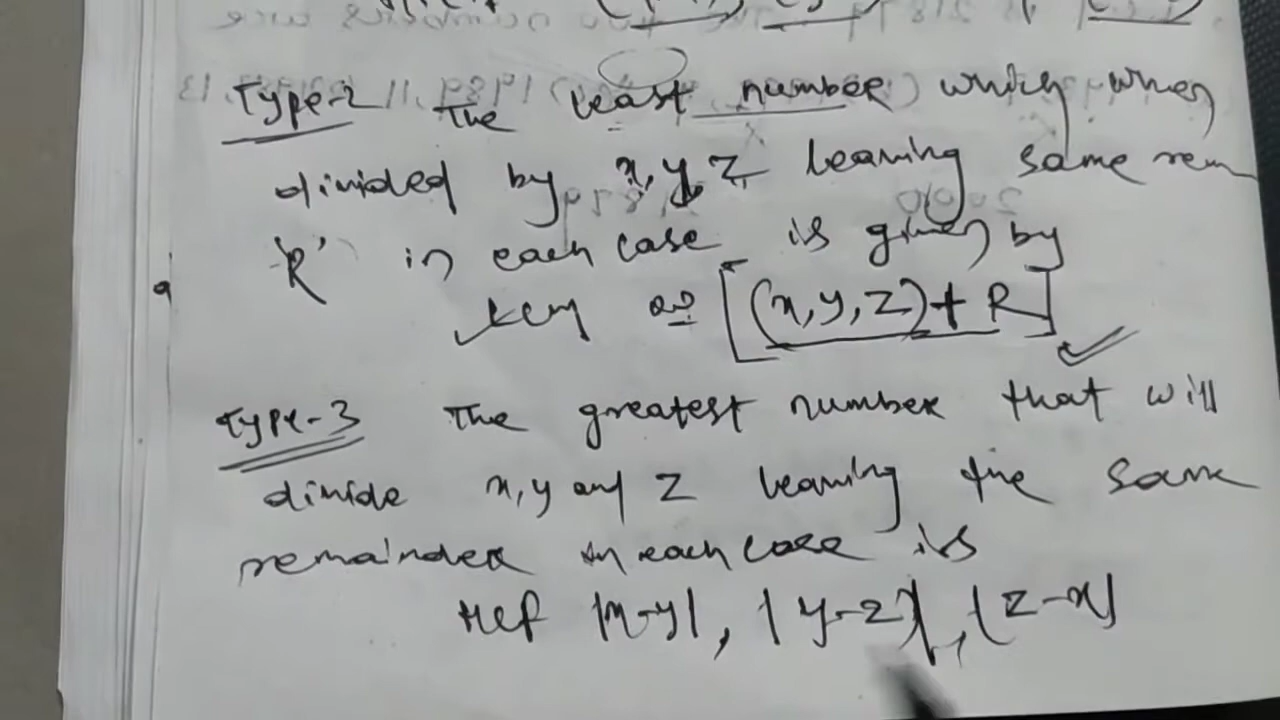 Type-2 The least number which when
divided by x, y, z leaving same rem
'R' in each case is given by
LCM of [(x, y, z) + R]
Type-3 The greatest number that will
divide x, y and z leaving the same
remainder in each case is
HCF |x-y|, |y-z|, |z-x|